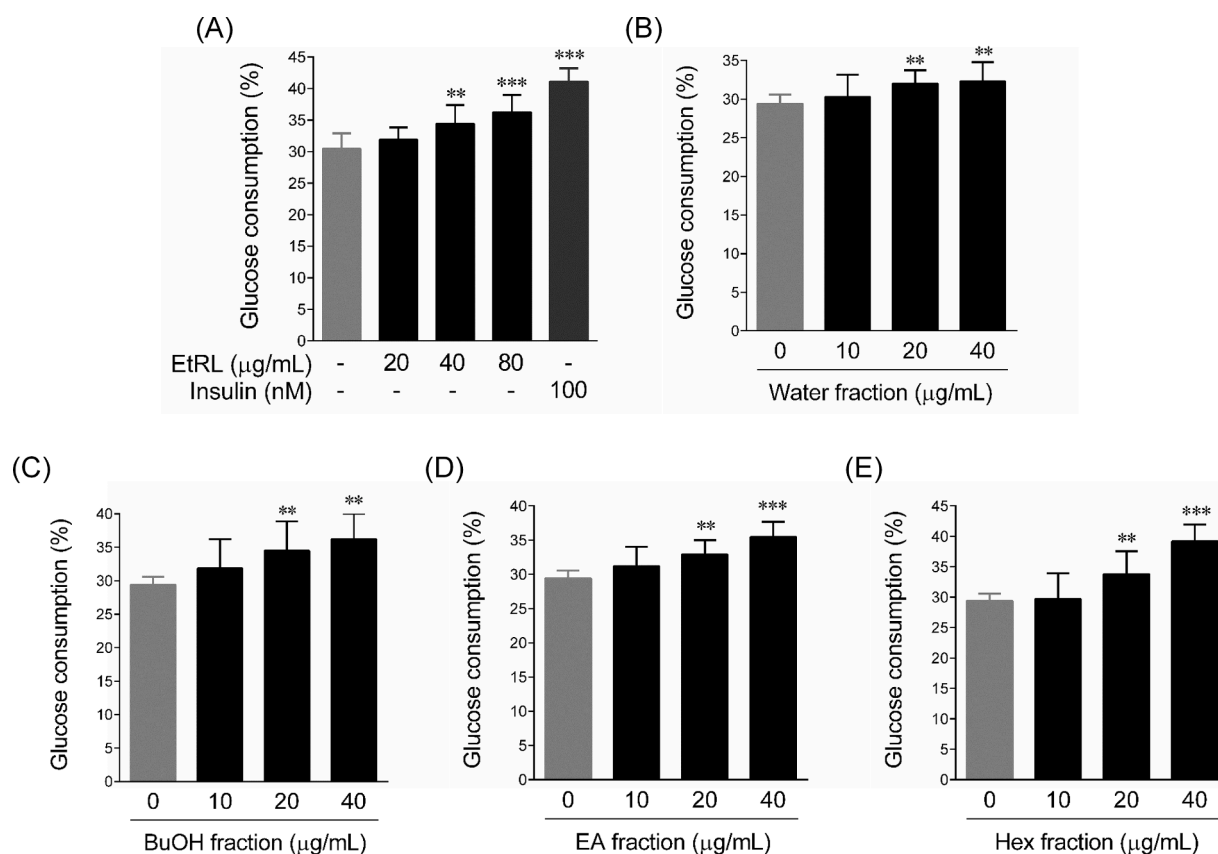 (A)
Glucose consumption (%)
45
40
35
30
25
20
15
10
5
0
** *** ***
EtRL (μg/mL) - 20 40 80 -
Insulin (nM) - - - - 100
(B)
Glucose consumption (%)
35
30
25
20
15
10
5
0
** **
0 10 20 40
Water fraction (μg/mL)
(C)
Glucose consumption (%)
40
35
30
25
20
15
10
5
0
** **
0 10 20 40
BuOH fraction (μg/mL)
(D)
Glucose consumption (%)
40
35
30
25
20
15
10
5
0
** ***
0 10 20 40
EA fraction (μg/mL)
(E)
Glucose consumption (%)
45
40
35
30
25
20
15
10
5
0
** ***
0 10 20 40
Hex fraction (μg/mL)